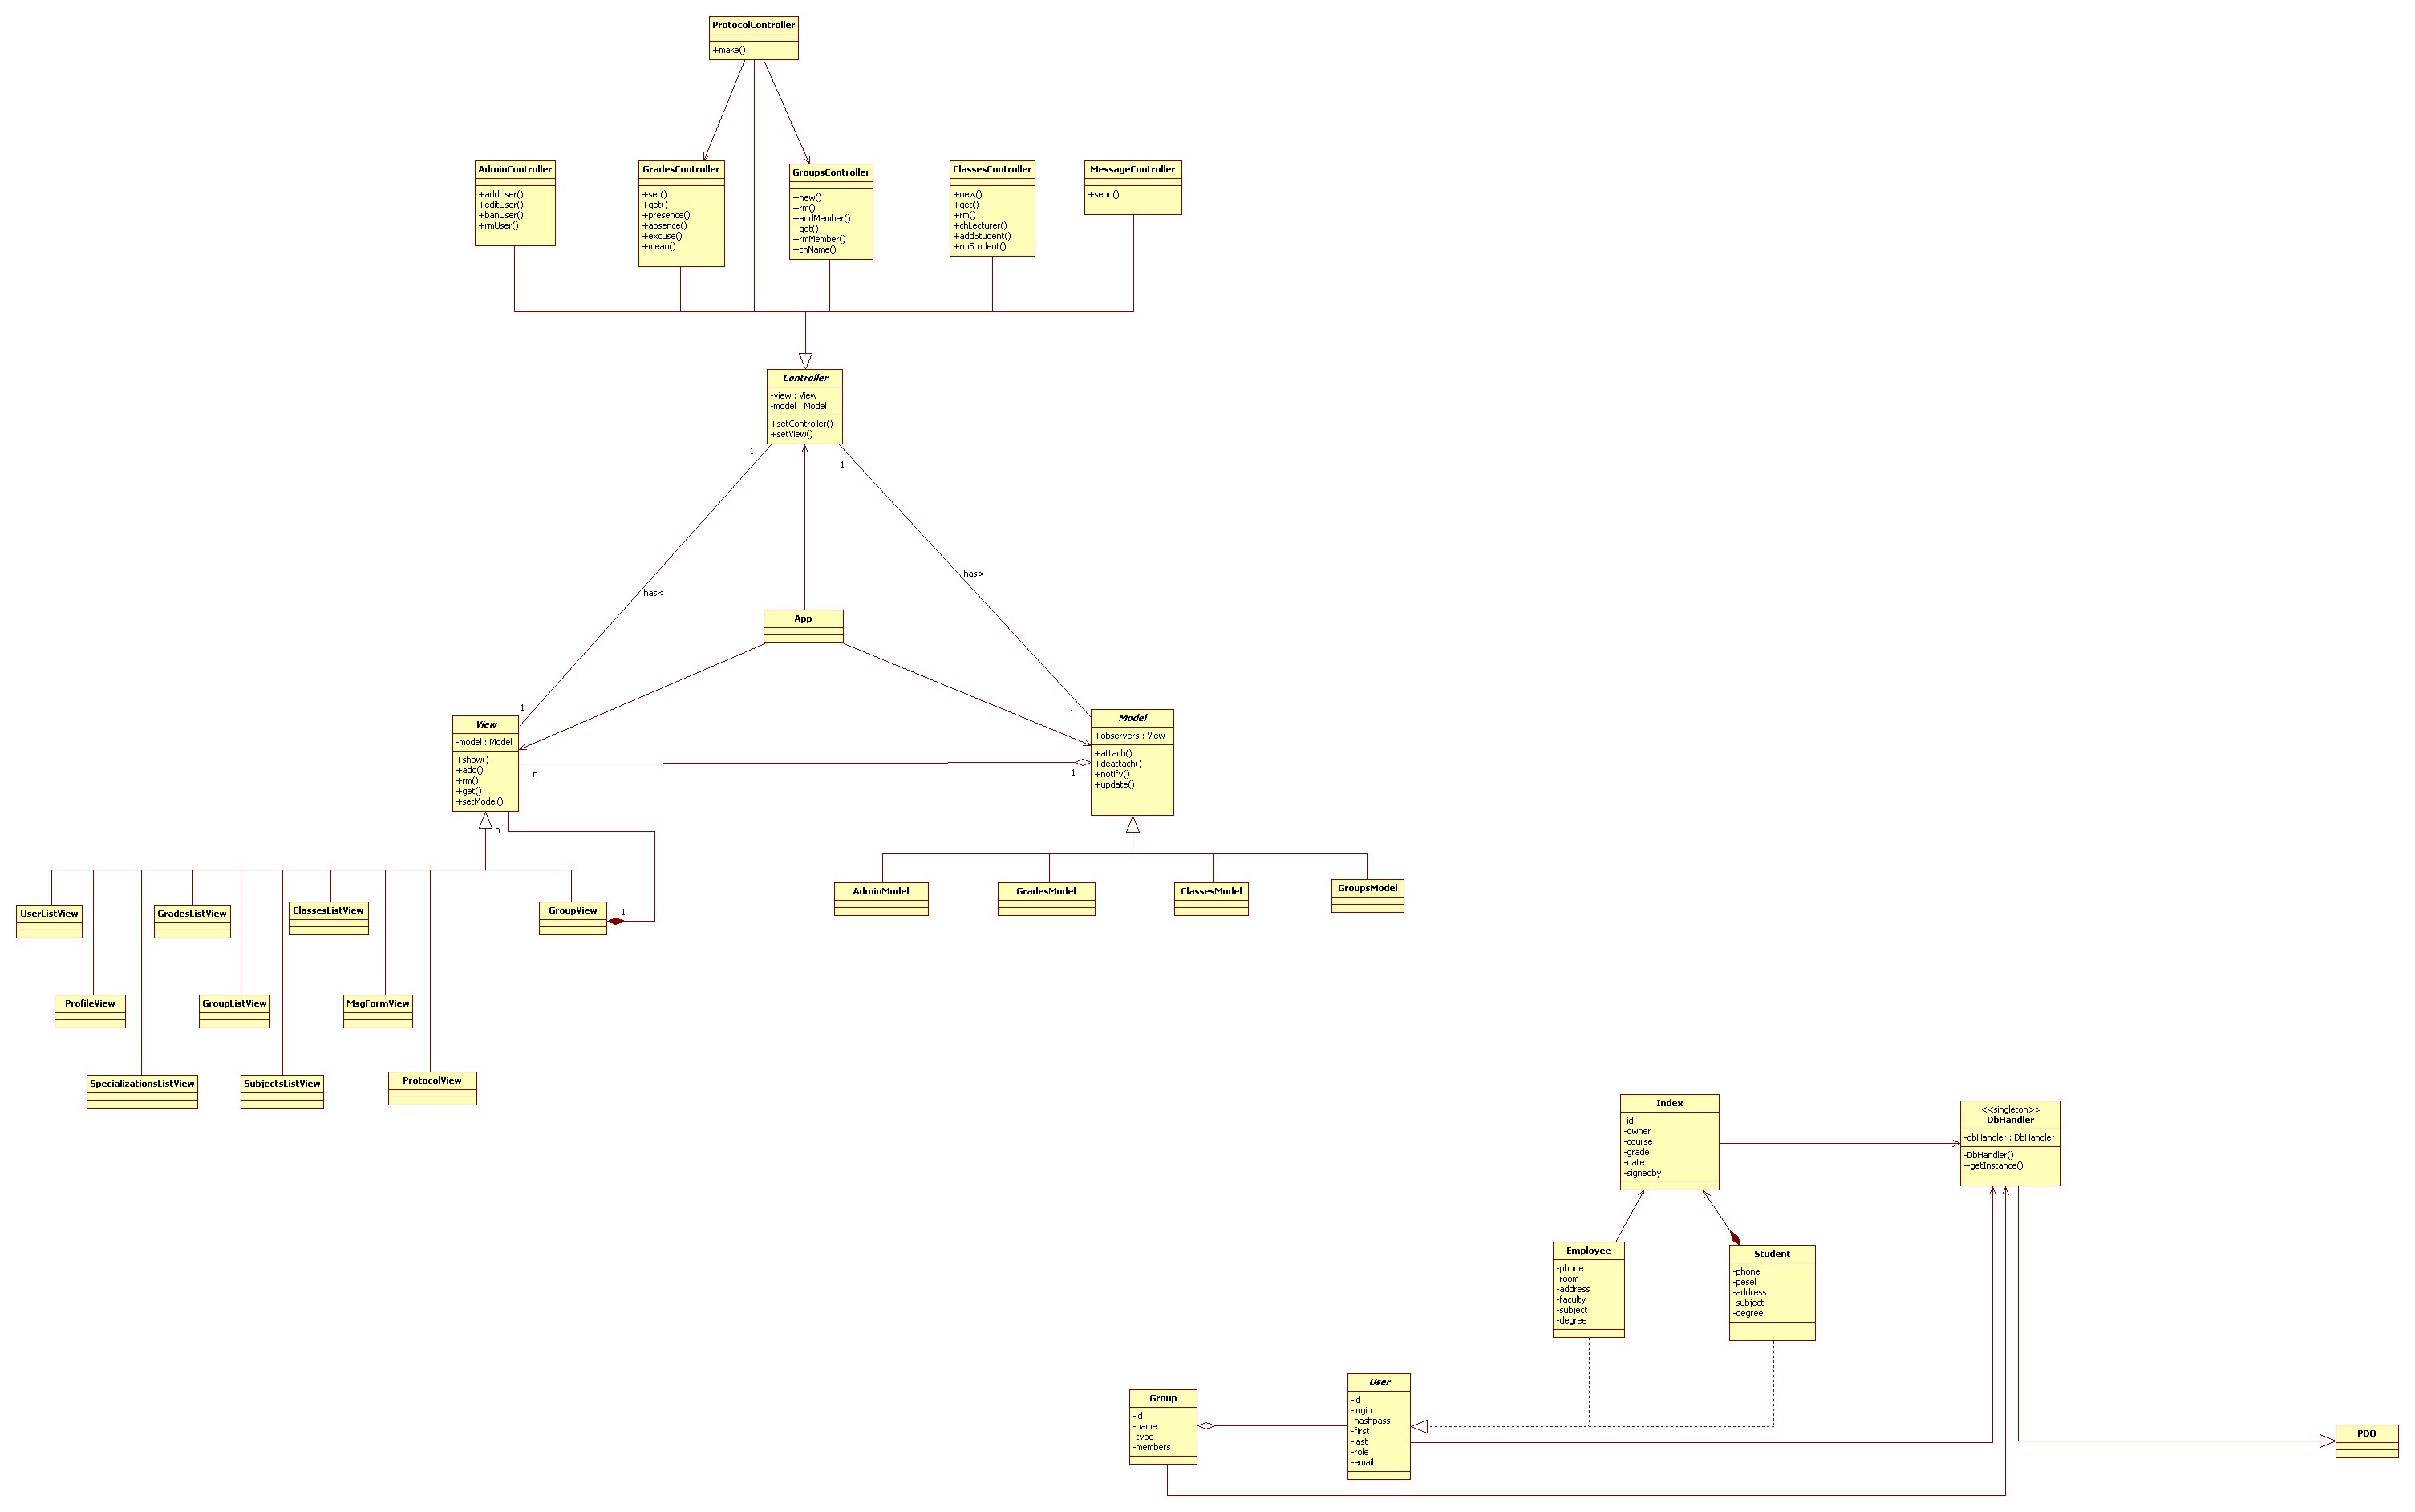 ProtocolController
+make()
AdminController
+addUser()
+editUser()
+banUser()
+rmUser()
GradesController
+set()
+get()
+presence()
+absence()
+excuse()
+mean()
GroupsController
+new()
+rm()
+addMember()
+get()
+rmMember()
+chName()
ClassesController
+new()
+get()
+rm()
+chLecturer()
+addStudent()
+rmStudent()
MessageController
+send()
Controller
-view : View
-model : Model
+setController()
+setView()
1
1
has>
has<
App
1
1
View
-model : Model
+show()
+add()
+rm()
+get()
+setModel()
Model
+observers : View
+attach()
+deattach()
+notify()
+update()
n
1
n
1
UserListView
GradesListView
ClassesListView
GroupView
AdminModel
GradesModel
ClassesModel
GroupsModel
ProfileView
GroupListView
MsgFormView
SpecializationsListView
SubjectsListView
ProtocolView
Index
-id
-owner
-course
-grade
-date
-signedby
<<singleton>>
DbHandler
-dbHandler : DbHandler
-DbHandler()
+getInstance()
Employee
-phone
-room
-address
-faculty
-subject
-degree
Student
-phone
-pesel
-address
-subject
-degree
Group
-id
-name
-type
-members
User
-id
-login
-hashpass
-first
-last
-role
-email
PDO